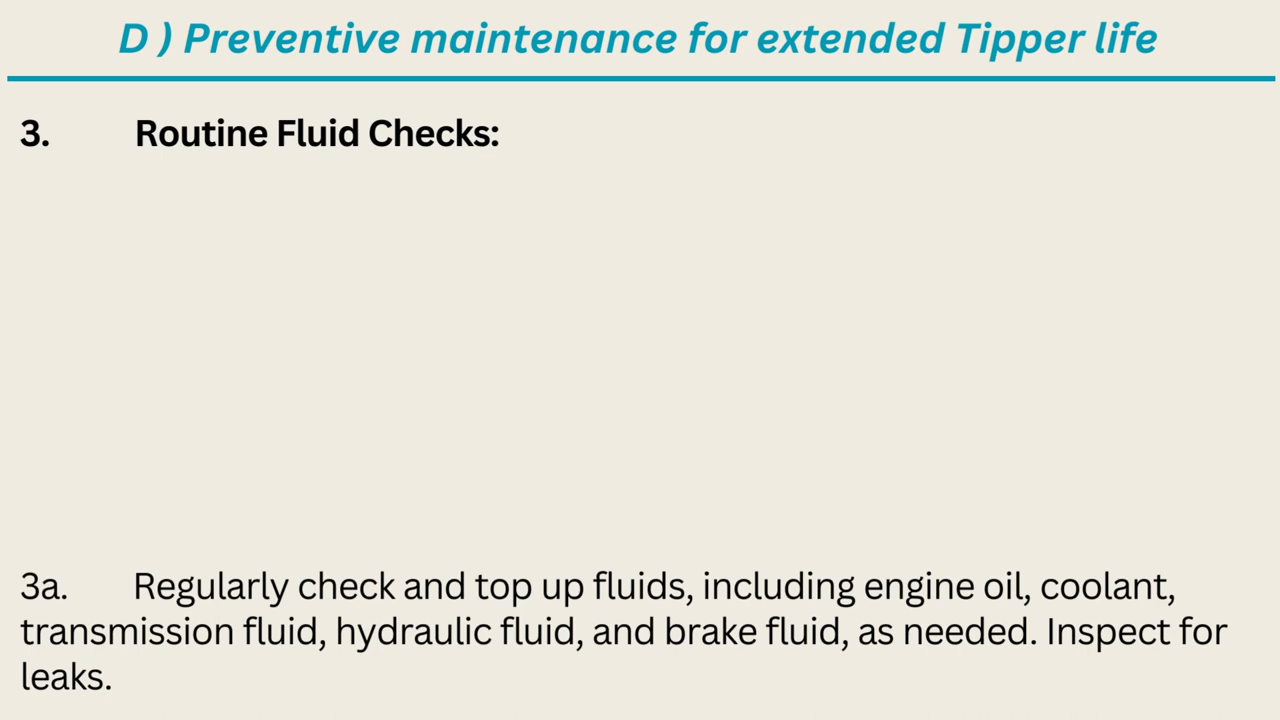 D ) Preventive maintenance for extended Tipper life
3. Routine Fluid Checks:
3a. Regularly check and top up fluids, including engine oil, coolant,
transmission fluid, hydraulic fluid, and brake fluid, as needed. Inspect for
leaks.